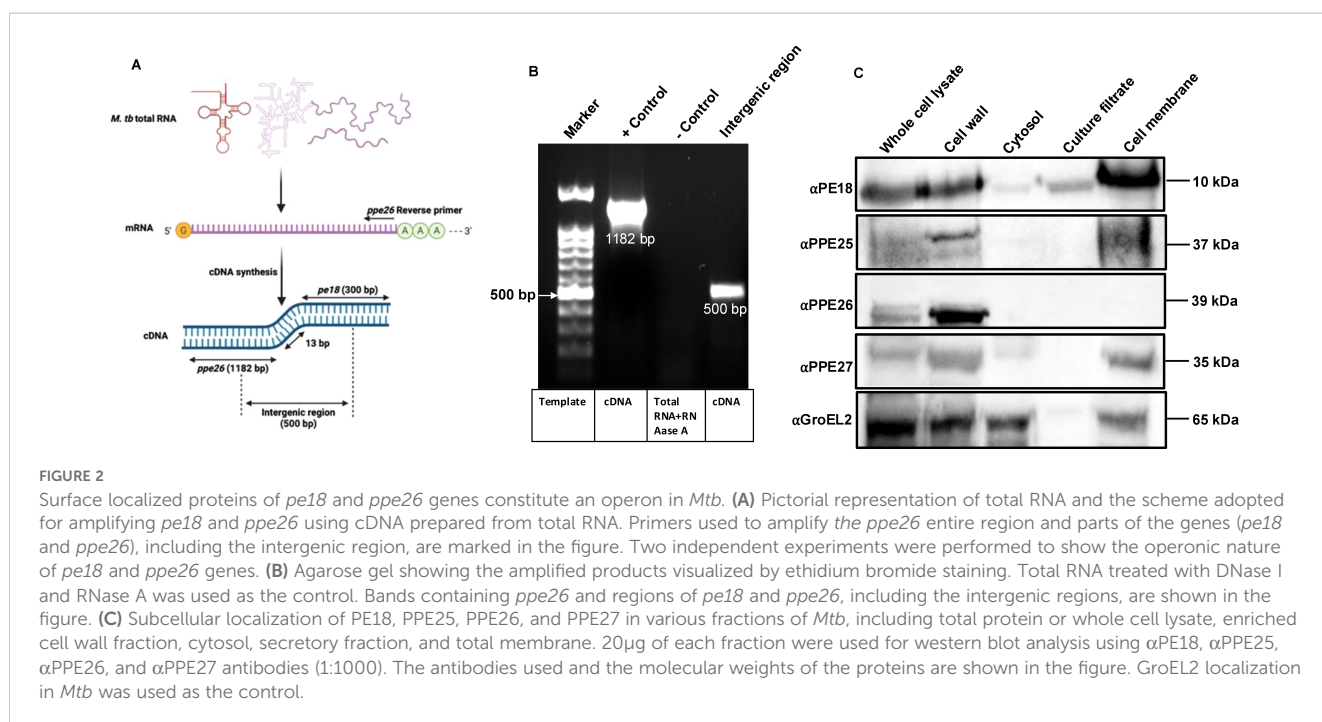 A
M. tb total RNA
ppe26 Reverse primer
mRNA 5' G A A A ---3'
cDNA synthesis
pe18 (300 bp)
cDNA
13 bp
ppe26 (1182 bp)
Intergenic region
(500 bp)
B
Marker
+ Control
- Control
Intergenic region
1182 bp
500 bp
500 bp
Template cDNA Total RNA+RN Aase A cDNA
C
Whole cell lysate
Cell wall
Cytosol
Culture filtrate
Cell membrane
αPE18 10 kDa
αPPE25 37 kDa
αPPE26 39 kDa
αPPE27 35 kDa
αGroEL2 65 kDa
FIGURE 2
Surface localized proteins of pe18 and ppe26 genes constitute an operon in Mtb. (A) Pictorial representation of total RNA and the scheme adopted
for amplifying pe18 and ppe26 using cDNA prepared from total RNA. Primers used to amplify the ppe26 entire region and parts of the genes (pe18
and ppe26), including the intergenic region, are marked in the figure. Two independent experiments were performed to show the operonic nature
of pe18 and ppe26 genes. (B) Agarose gel showing the amplified products visualized by ethidium bromide staining. Total RNA treated with DNase I
and RNase A was used as the control. Bands containing ppe26 and regions of pe18 and ppe26, including the intergenic regions, are shown in the
figure. (C) Subcellular localization of PE18, PPE25, PPE26, and PPE27 in various fractions of Mtb, including total protein or whole cell lysate, enriched
cell wall fraction, cytosol, secretory fraction, and total membrane. 20μg of each fraction were used for western blot analysis using αPE18, αPPE25,
αPPE26, and αPPE27 antibodies (1:1000). The antibodies used and the molecular weights of the proteins are shown in the figure. GroEL2 localization
in Mtb was used as the control.